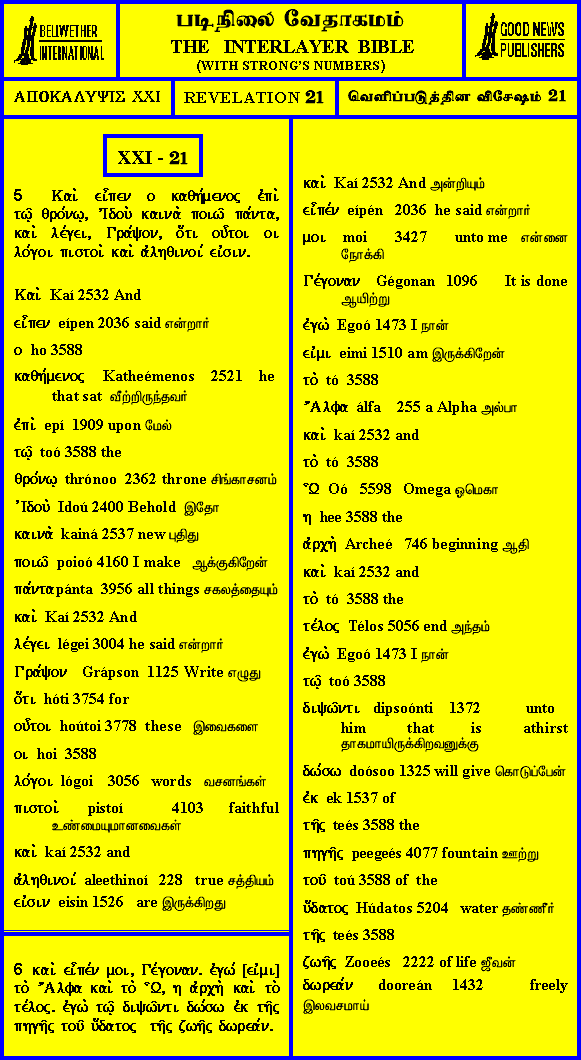 BELLWETHER
INTERNATIONAL
படிநிலை வேதாகமம்
THE INTERLAYER BIBLE
(WITH STRONG'S NUMBERS)
GOOD NEWS
PUBLISHERS
ΑΠΟΚΑΛΥΨΙΣ XXI
REVELATION 21
வெளிப்படுத்தின விசேஷம் 21
XXI - 21
5 Καὶ εἶπεν ο καθήμενος ἐπὶ
τῷ θρόνῳ, Ἰδοὺ καινὰ ποιῶ πάντα,
καὶ λέγει, Γράψον, ὅτι οὗτοι οι
λόγοι πιστοὶ καὶ ἀληθινοί εἰσιν.
Καὶ Kaí 2532 And
εἶπεν eípen 2036 said என்றார்
ο ho 3588
καθήμενος Katheémenos 2521 he
that sat வீற்றிருந்தவர்
ἐπὶ epí 1909 upon மேல்
τῷ toó 3588 the
θρόνῳ thrónoo 2362 throne சிங்காசனம்
Ἰδοὺ Idoú 2400 Behold இதோ
καινὰ kainá 2537 new புதிது
ποιῶ poioó 4160 I make ஆக்குகிறேன்
πάντα pánta 3956 all things சகலத்தையும்
καὶ Kaí 2532 And
λέγει légei 3004 he said என்றார்
Γράψον Grápson 1125 Write எழுது
ὅτι hóti 3754 for
οὗτοι hoútoi 3778 these இவைகளை
οι hoi 3588
λόγοι lógoi 3056 words வசனங்கள்
πιστοὶ pistoí 4103 faithful
உண்மையுமானவைகள்
καὶ kaí 2532 and
ἀληθινοί aleethinoí 228 true சத்தியம்
εἰσιν eisin 1526 are இருக்கிறது
6 καὶ εἶπέν μοι, Γέγοναν. ἐγώ [εἰμι]
τὸ Ἄλφα καὶ τὸ Ὦ, η ἀρχὴ καὶ τὸ
τέλος. ἐγὼ τῷ διψῶντι δώσω ἐκ τῆς
πηγῆς τοῦ ὕδατος τῆς ζωῆς δωρεάν.
καὶ Kaí 2532 And அன்றியும்
εἶπέν eípén 2036 he said என்றார்
μοι moi 3427 unto me என்னை
நோக்கி
Γέγοναν Gégonan 1096 It is done
ஆயிற்று
ἐγὼ Egoó 1473 I நான்
εἰμι eimi 1510 am இருக்கிறேன்
τὸ tó 3588
Ἄλφα álfa 255 a Alpha அல்பா
καὶ kaí 2532 and
τὸ tó 3588
Ὦ Oó 5598 Omega ஒமெகா
η hee 3588 the
ἀρχὴ Archeé 746 beginning ஆதி
καὶ kaí 2532 and
τὸ tó 3588 the
τέλος Télos 5056 end அந்தம்
ἐγὼ Egoó 1473 I நான்
τῷ toó 3588
διψῶντι dipsoónti 1372 unto
him that is athirst
தாகமாயிருக்கிறவனுக்கு
δώσω doósoo 1325 will give கொடுப்பேன்
ἐκ ek 1537 of
τῆς teés 3588 the
πηγῆς peegeés 4077 fountain ஊற்று
τοῦ toú 3588 of the
ὕδατος Húdatos 5204 water தண்ணீர்
τῆς teés 3588
ζωῆς Zooeés 2222 of life ஜீவன்
δωρεάν dooreán 1432 freely
இலவசமாய்